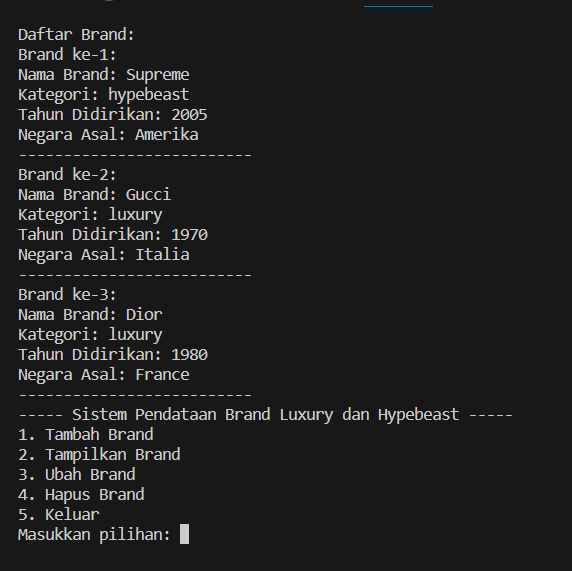 Daftar Brand:
Brand ke-1:
Nama Brand: Supreme
Kategori: hypebeast
Tahun Didirikan: 2005
Negara Asal: Amerika
--------------------------
Brand ke-2:
Nama Brand: Gucci
Kategori: luxury
Tahun Didirikan: 1970
Negara Asal: Italia
--------------------------
Brand ke-3:
Nama Brand: Dior
Kategori: luxury
Tahun Didirikan: 1980
Negara Asal: France
--------------------------
----- Sistem Pendataan Brand Luxury dan Hypebeast -----
1. Tambah Brand
2. Tampilkan Brand
3. Ubah Brand
4. Hapus Brand
5. Keluar
Masukkan pilihan: